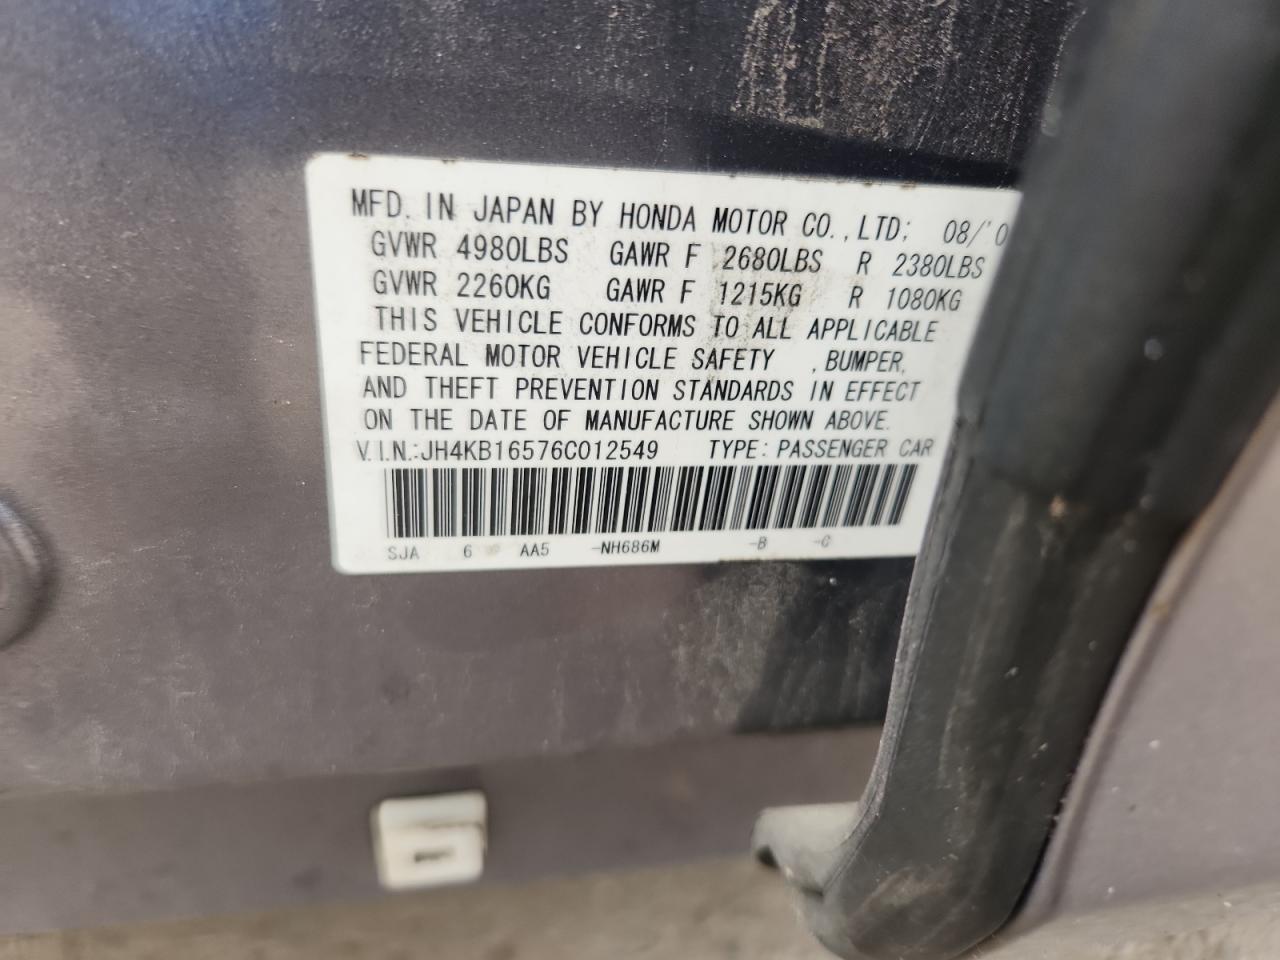 MFD. IN JAPAN BY HONDA MOTOR CO.,LTD; 08/'0
GVWR 4980LBS GAWR F 2680LBS R 2380LBS
GVWR 2260KG GAWR F 1215KG R 1080KG
THIS VEHICLE CONFORMS TO ALL APPLICABLE
FEDERAL MOTOR VEHICLE SAFETY , BUMPER,
AND THEFT PREVENTION STANDARDS IN EFFECT
ON THE DATE OF MANUFACTURE SHOWN ABOVE.
V.I.N.:JH4KB16576C012549 TYPE: PASSENGER CAR
SJA 6 AA5 -NH686M -B -C